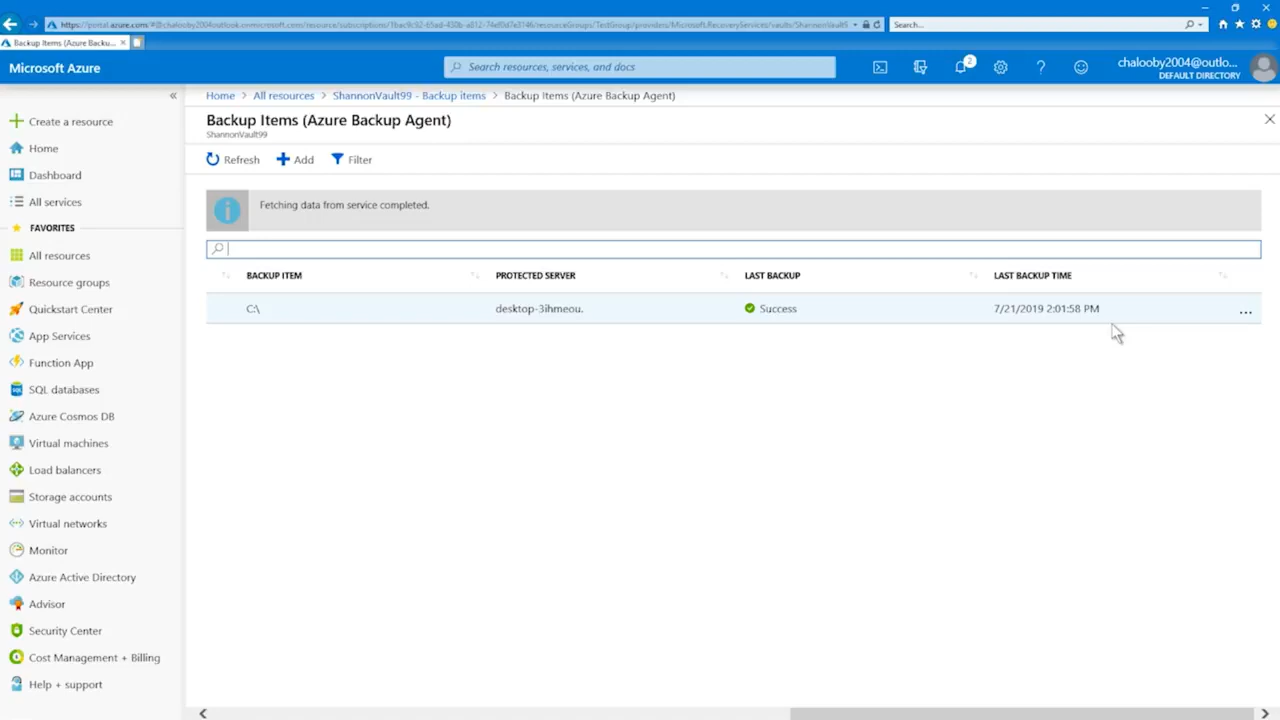 Search...
Backup Items (Azure Backu...
Microsoft Azure
Search resources, services, and docs
2
chalooby2004@outlo...
DEFAULT DIRECTORY
Home > All resources > ShannonVault99 - Backup items > Backup Items (Azure Backup Agent)
Backup Items (Azure Backup Agent)
ShannonVault99
Refresh
Add
Filter
Fetching data from service completed.
BACKUP ITEM PROTECTED SERVER LAST BACKUP LAST BACKUP TIME
C:\ desktop-3ihmeou. Success 7/21/2019 2:01:58 PM ...
Create a resource
Home
Dashboard
All services
FAVORITES
All resources
Resource groups
Quickstart Center
App Services
Function App
SQL databases
Azure Cosmos DB
Virtual machines
Load balancers
Storage accounts
Virtual networks
Monitor
Azure Active Directory
Advisor
Security Center
Cost Management + Billing
Help + support